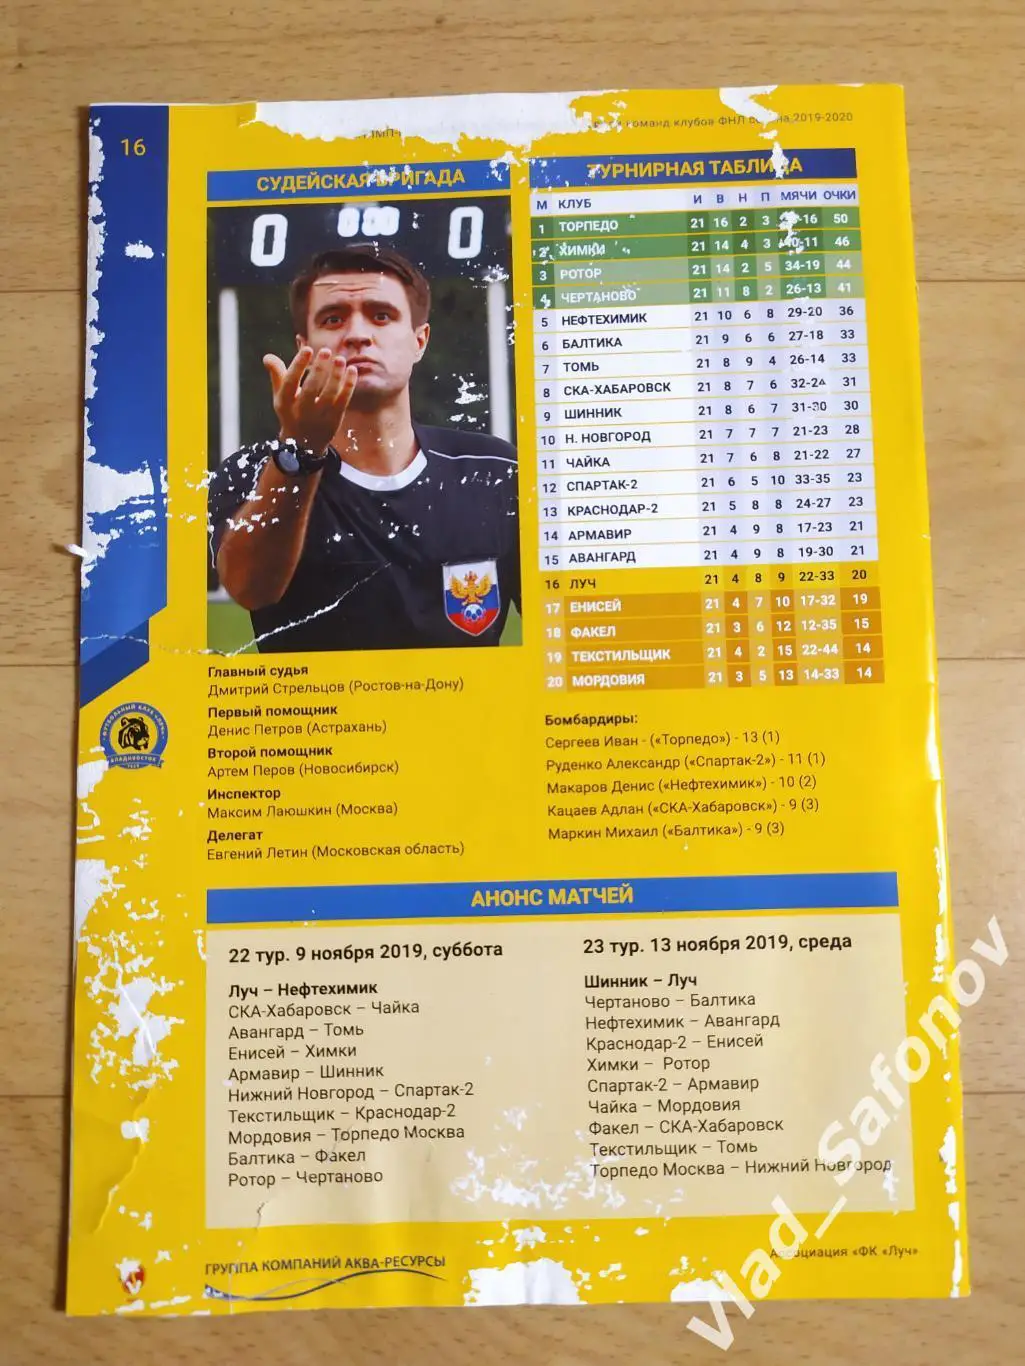 16
команд клубов ФНЛ 2019-2020
СУДЕЙСКАЯ БРИГАДА
0 0
Главный судья
Дмитрий Стрельцов (Ростов-на-Дону)
Первый помощник
Денис Петров (Астрахань)
Второй помощник
Артем Перов (Новосибирск)
Инспектор
Максим Лаюшкин (Москва)
Делегат
Евгений Летин (Московская область)
ФУТБОЛЬНЫЙ КЛУБ «ЛУЧ»
ВЛАДИВОСТОК
ТУРНИРНАЯ ТАБЛИЦА
М КЛУБ И В Н П МЯЧИ ОЧКИ
1 ТОРПЕДО 21 16 2 3 50
2 ХИМКИ 21 14 4 3 40-11 46
3 РОТОР 21 14 2 5 34-19 44
4 ЧЕРТАНОВО 21 11 8 2 26-13 41
5 НЕФТЕХИМИК 21 10 6 8 29-20 36
6 БАЛТИКА 21 9 6 6 27-18 33
7 ТОМЬ 21 8 9 4 26-14 33
8 СКА-ХАБАРОВСК 21 8 7 6 31
9 ШИННИК 21 8 6 7 31-30 30
10 Н. НОВГОРОД 21 7 7 7 21-23 28
11 ЧАЙКА 21 7 6 8 21-22 27
12 СПАРТАК-2 21 6 5 10 33-35 23
13 КРАСНОДАР-2 21 5 8 8 24-27 23
14 АРМАВИР 21 4 9 8 17-23 21
15 АВАНГАРД 21 4 9 8 19-30 21
16 ЛУЧ 21 4 8 9 22-33 20
17 ЕНИСЕЙ 21 4 7 10 17-32 19
18 ФАКЕЛ 21 3 6 12 12-35 15
19 ТЕКСТИЛЬЩИК 21 4 2 15 22-44 14
20 МОРДОВИЯ 21 3 5 13 14-33 14
Бомбардиры:
Сергеев Иван - («Торпедо») - 13 (1)
Руденко Александр («Спартак-2») - 11 (1)
Макаров Денис («Нефтехимик») - 10 (2)
Кацаев Адлан («СКА-Хабаровск») - 9 (3)
Маркин Михаил («Балтика») - 9 (3)
АНОНС МАТЧЕЙ
22 тур. 9 ноября 2019, суббота
Луч – Нефтехимик
СКА-Хабаровск – Чайка
Авангард – Томь
Енисей – Химки
Армавир – Шинник
Нижний Новгород – Спартак-2
Текстильщик – Краснодар-2
Мордовия – Торпедо Москва
Балтика – Факел
Ротор – Чертаново
23 тур. 13 ноября 2019, среда
Шинник – Луч
Чертаново – Балтика
Нефтехимик – Авангард
Краснодар-2 – Енисей
Химки – Ротор
Спартак-2 – Армавир
Чайка – Мордовия
Факел – СКА-Хабаровск
Текстильщик – Томь
Торпедо Москва – Нижний Новгород
ГРУППА КОМПАНИЙ АКВА-РЕСУРСЫ
Ассоциация «ФК «Луч»
Vlad_Safonov